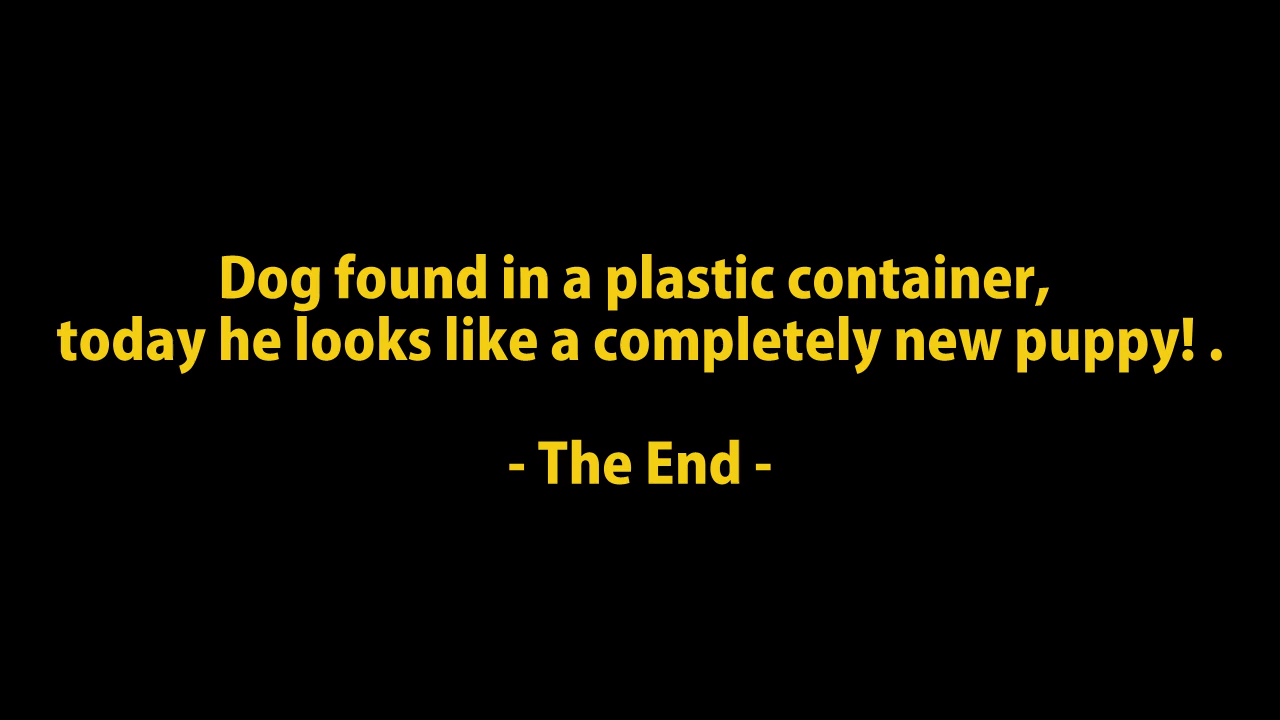 Dog found in a plastic container,
today he looks like a completely new puppy! .
- The End -